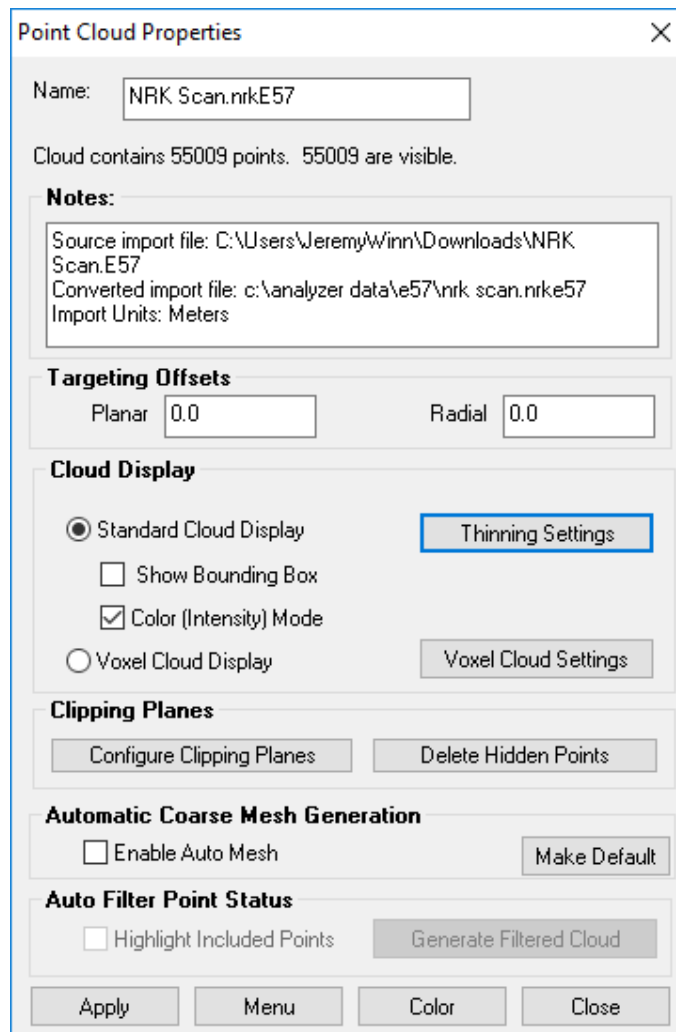 Point Cloud Properties
Name: NRK Scan.nrkE57
Cloud contains 55009 points. 55009 are visible.
Notes:
Source import file: C:\Users\JeremyWinn\Downloads\NRK
Scan.E57
Converted import file: c:\analyzer data\e57\nrk scan.nrke57
Import Units: Meters
Targeting Offsets
Planar 0.0 Radial 0.0
Cloud Display
Standard Cloud Display Thinning Settings
Show Bounding Box
Color (Intensity) Mode
Voxel Cloud Display Voxel Cloud Settings
Clipping Planes
Configure Clipping Planes Delete Hidden Points
Automatic Coarse Mesh Generation
Enable Auto Mesh Make Default
Auto Filter Point Status
Highlight Included Points Generate Filtered Cloud
Apply Menu Color Close